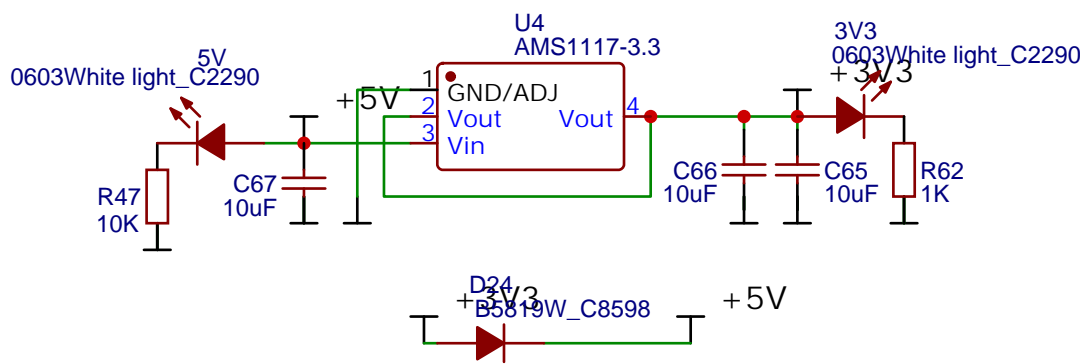 U4
AMS1117-3.3
5V
0603White light_C2290
3V3
0603White light_C2290
+3V3
+5V
1
GND/ADJ
2
Vout
Vout
4
3
Vin
R47
10K
C67
10uF
C66
10uF
C65
10uF
R62
1K
D24
+3V3
B5819W_C8598
+5V